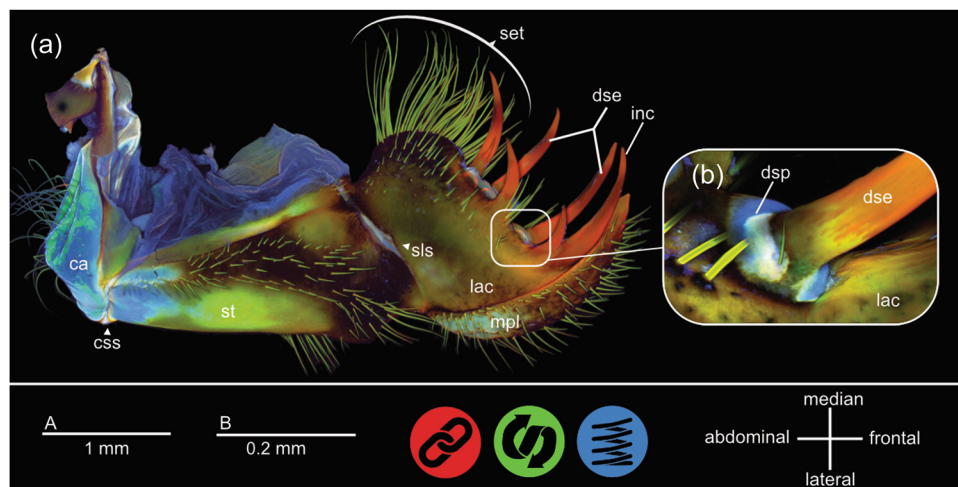 (a)
set
dse
inc
(b)
dsp
dse
lac
ca
st
css
sls
lac
mpl
A
1 mm
B
0.2 mm
median
abdominal
frontal
lateral